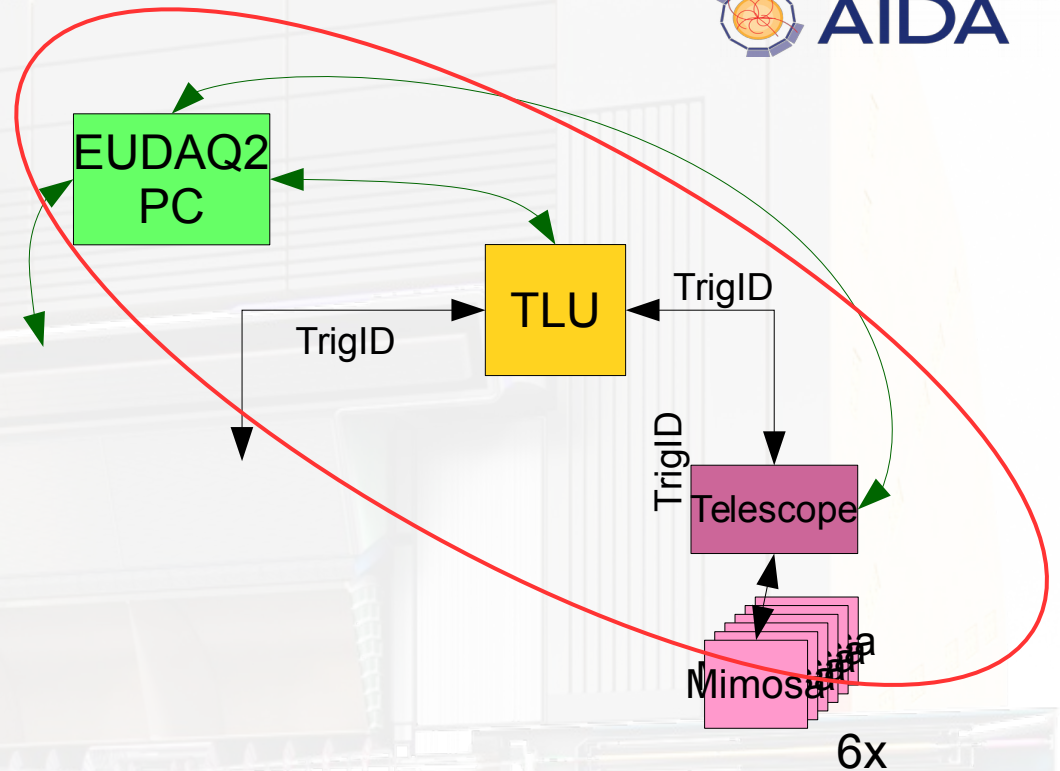 AIDA
EUDAQ2
PC
TLU
TrigID
TrigID
TrigID
Telescope
Mimosa
6x